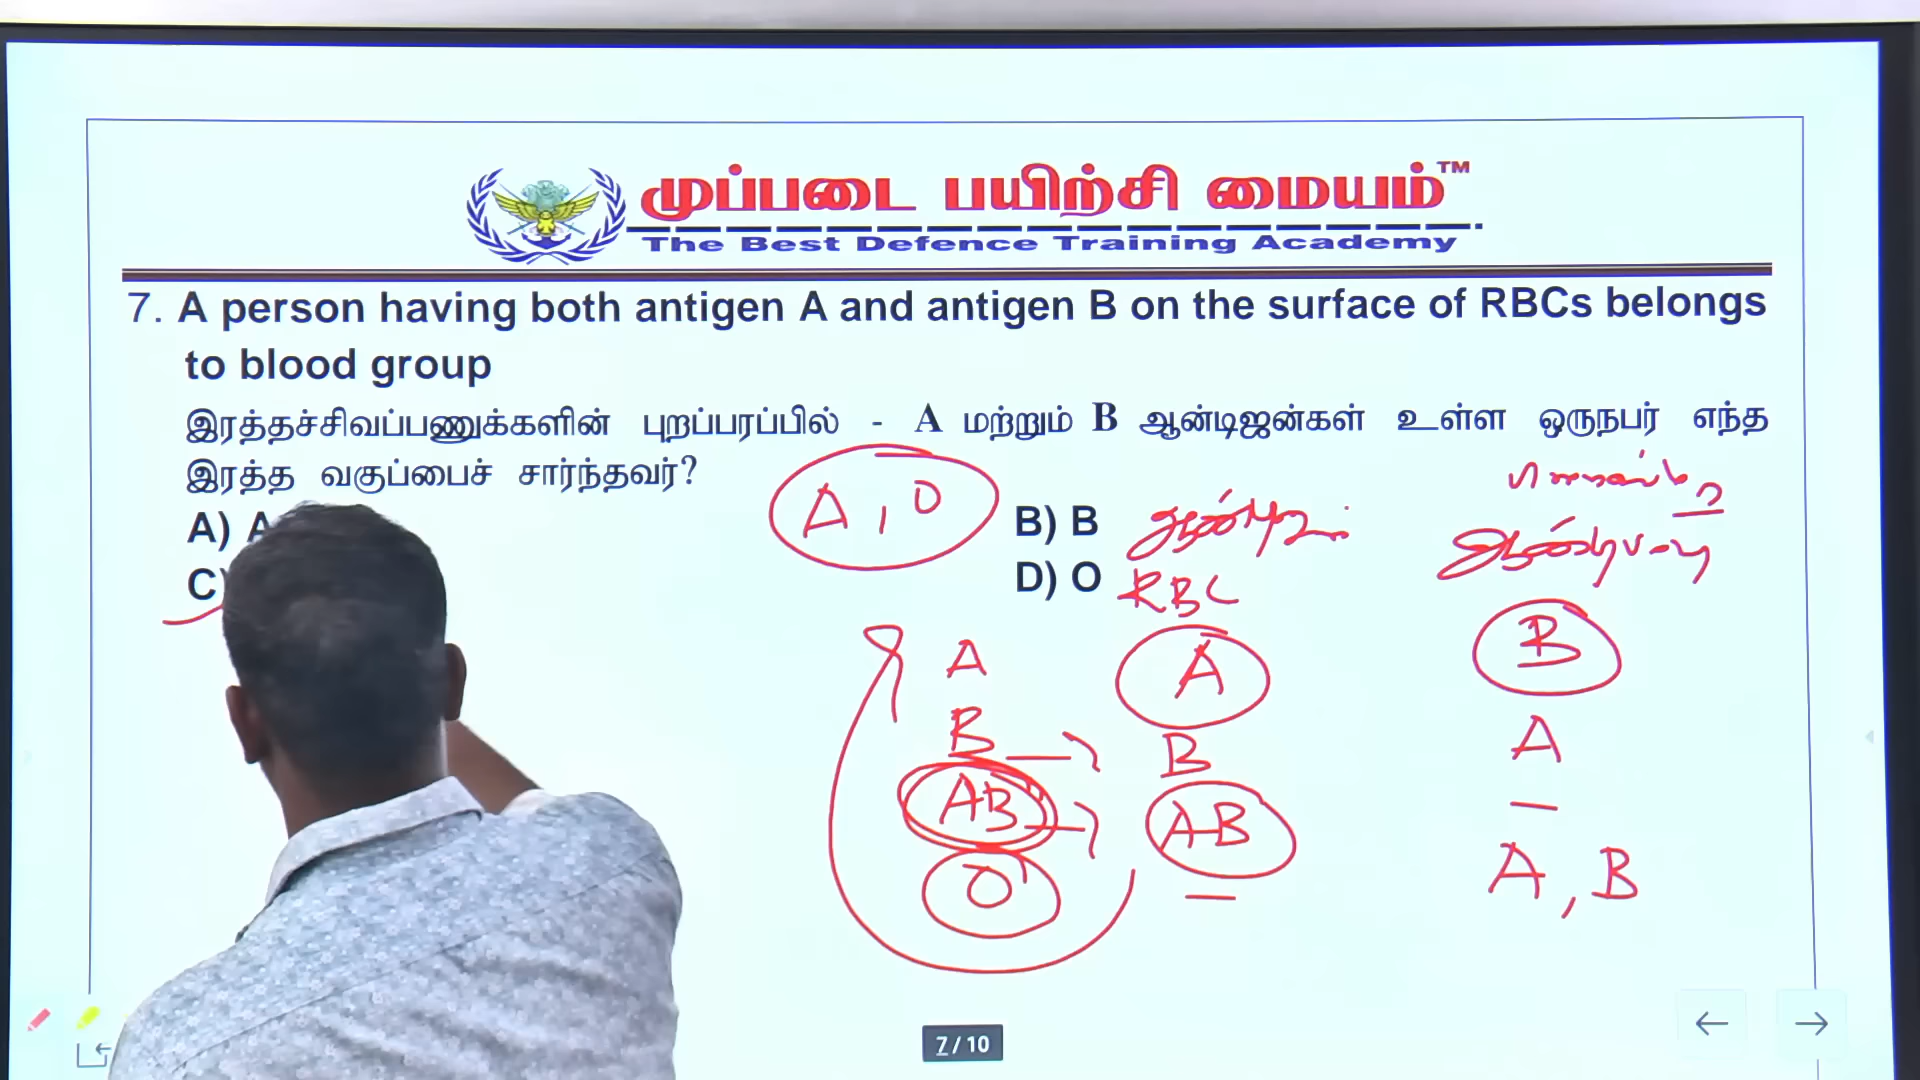 முப்படை பயிற்சி மையம்™
The Best Defence Training Academy
7. A person having both antigen A and antigen B on the surface of RBCs belongs
to blood group
இரத்தச்சிவப்பணுக்களின் புறப்பரப்பில் - A மற்றும் B ஆன்டிஜன்கள் உள்ள ஒருநபர் எந்த
இரத்த வகுப்பைச் சார்ந்தவர்?
A) A
B) B
C)
D) O
A, O
RBC
A A B
B B A
AB AB —
O — A, B
7/10